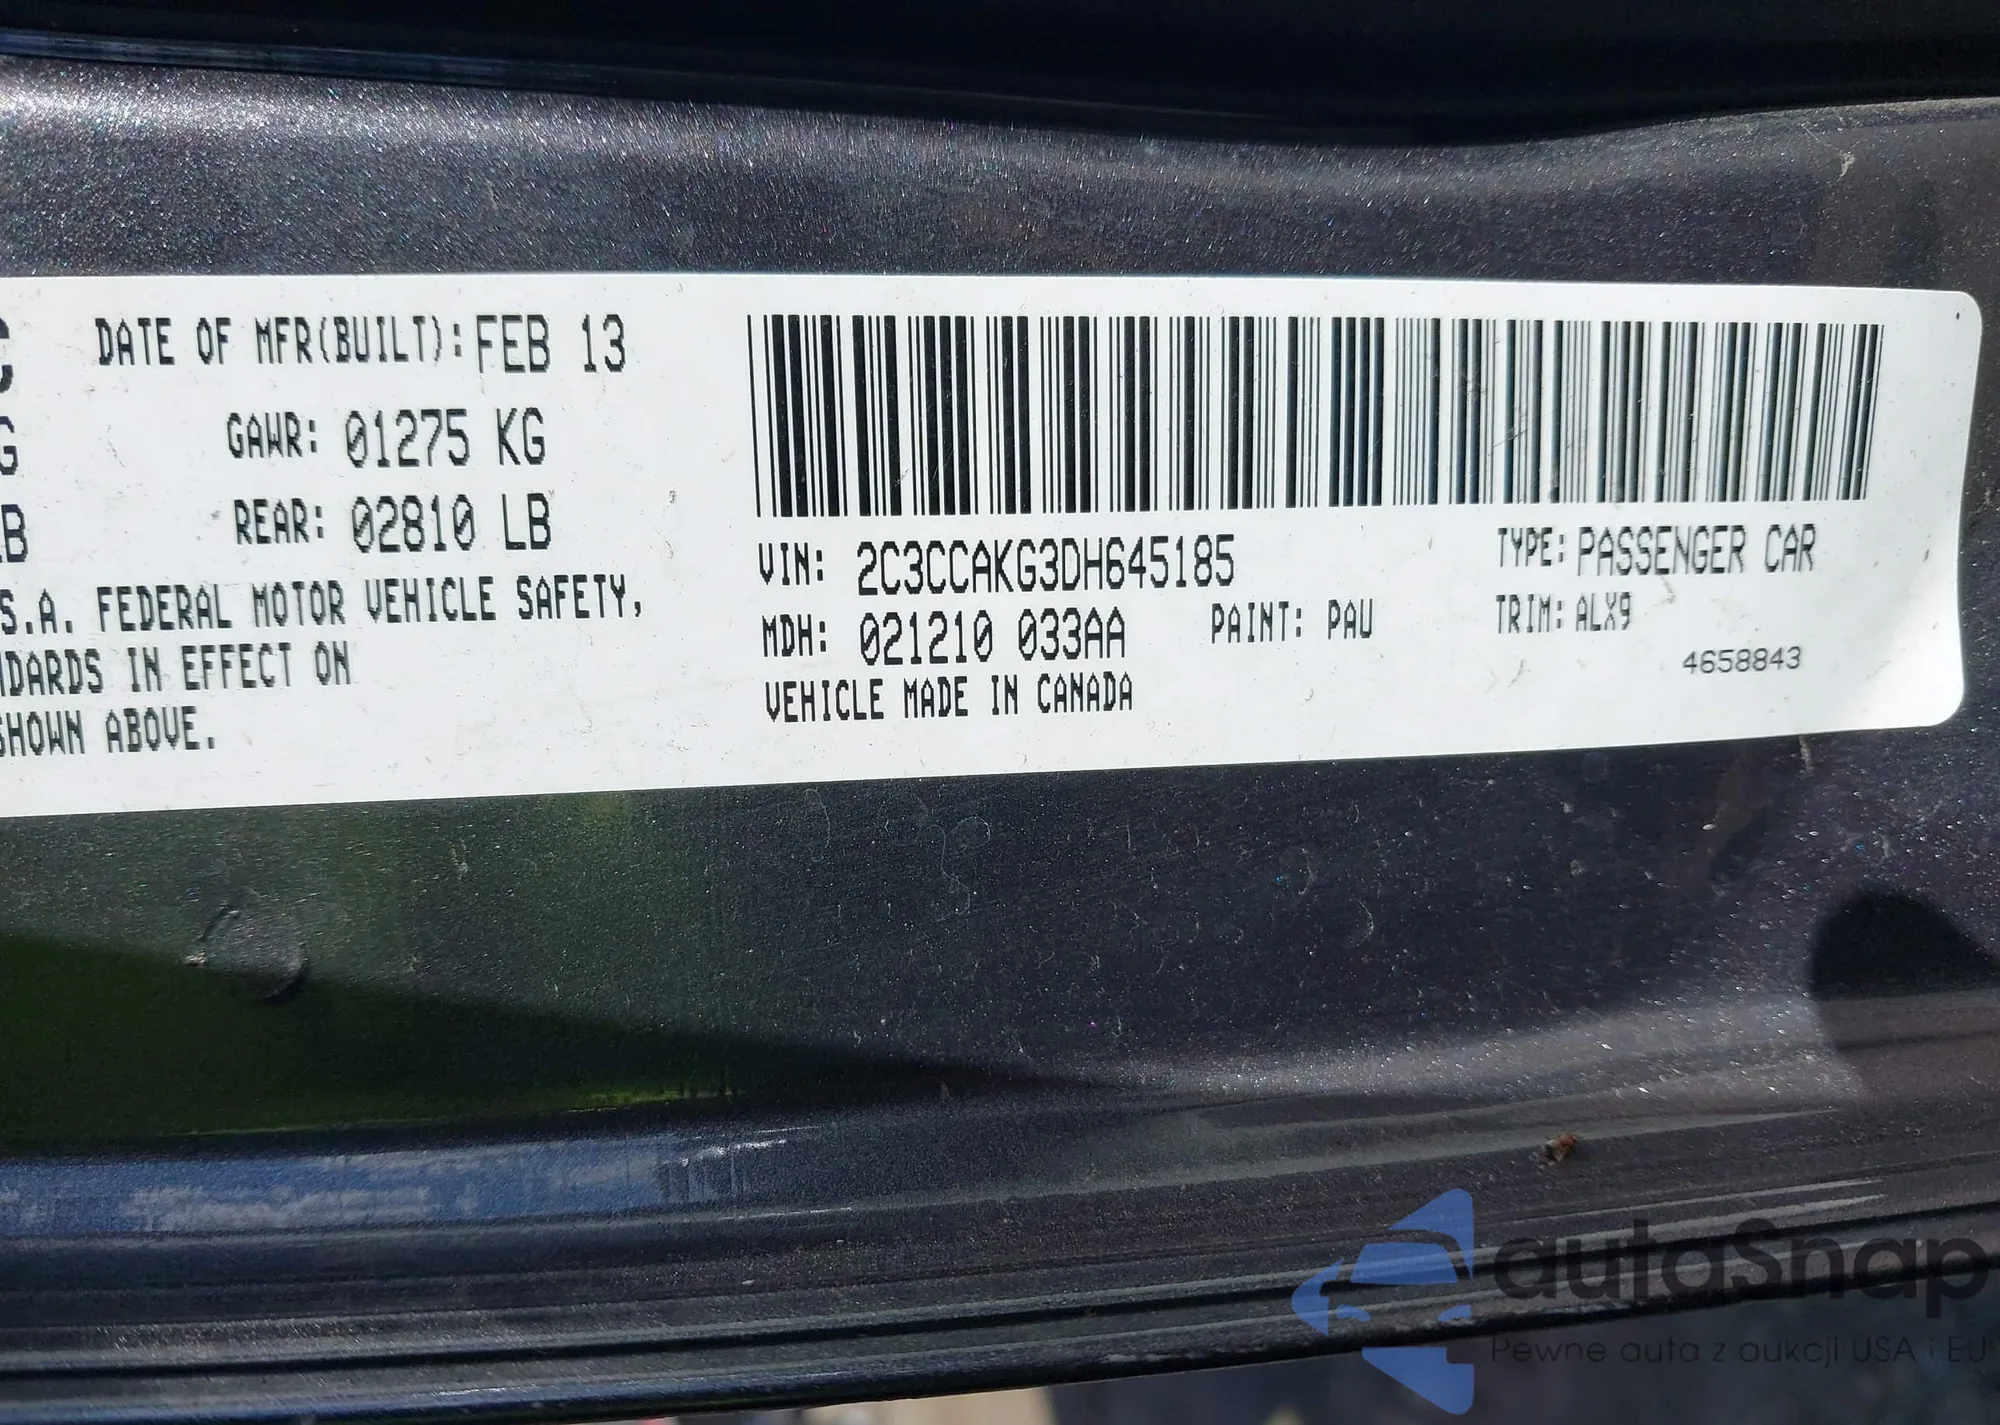 C DATE OF MFR(BUILT): FEB 13
G GAWR: 01275 KG
LB REAR: 02810 LB
S.A. FEDERAL MOTOR VEHICLE SAFETY,
NDARDS IN EFFECT ON
SHOWN ABOVE.
VIN: 2C3CCAKG3DH645185 TYPE: PASSENGER CAR
MDH: 021210 033AA PAINT: PAU TRIM: ALX9
4658843
VEHICLE MADE IN CANADA
autoSnap
Pewne auta z aukcji USA i EU